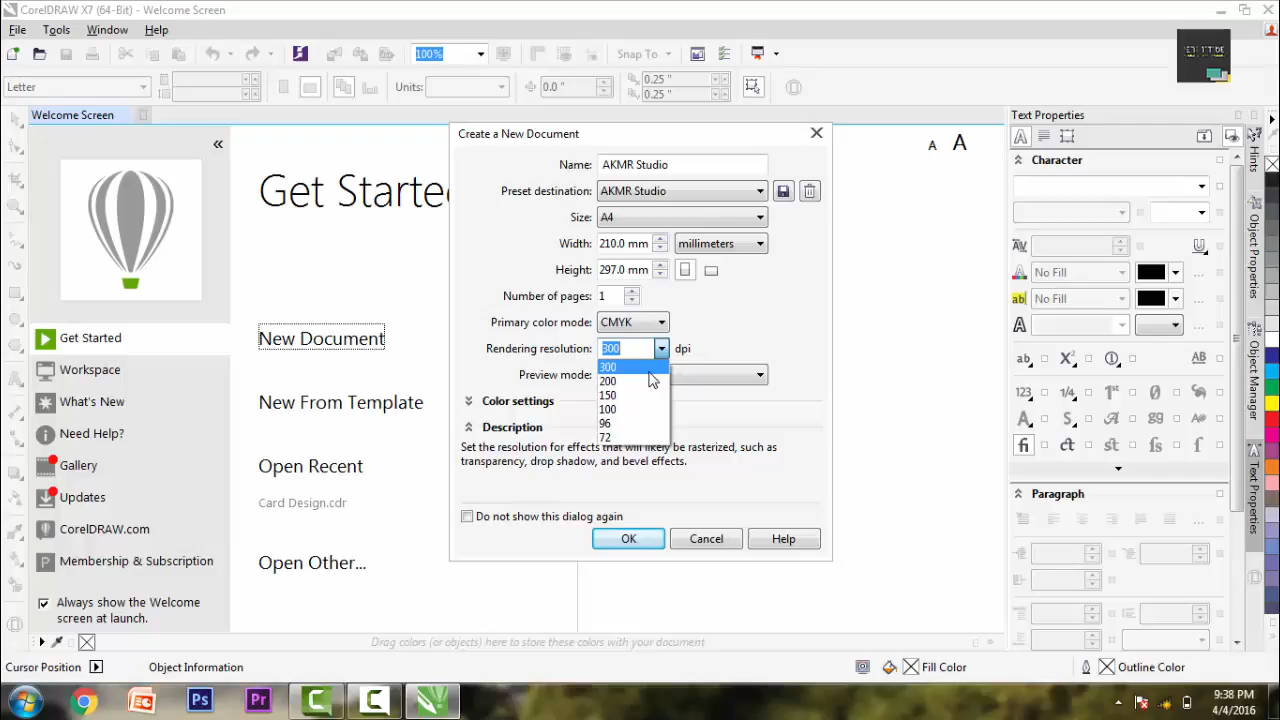 CorelDRAW X7 (64-Bit) - Welcome Screen
File Tools Window Help
100% Snap To
Letter Units: 0.0 " 0.25 "
0.25 "
Welcome Screen
Get Started
Get Started
Workspace
What's New
Need Help?
Gallery
Updates
CorelDRAW.com
Membership & Subscription
Always show the Welcome
screen at launch.
New Document
New From Template
Open Recent
Card Design.cdr
Open Other...
A A
Create a New Document
Name: AKMR Studio
Preset destination: AKMR Studio
Size: A4
Width: 210.0 mm millimeters
Height: 297.0 mm
Number of pages: 1
Primary color mode: CMYK
Rendering resolution: 300 dpi
300
Preview mode:
200
150
100
96
72
Color settings
Description
Set the resolution for effects that will be rasterized, such as
transparency, drop shadow, and bevel effects.
Do not show this dialog again
OK Cancel Help
Text Properties
Character
No Fill
No Fill
Paragraph
Hints
Object Properties
Object Manager
Text Properties
Drag colors (or objects) here to store these colors with your document
Cursor Position Object Information Fill Color Outline Color
Ps Pr
9:38 PM
4/4/2016